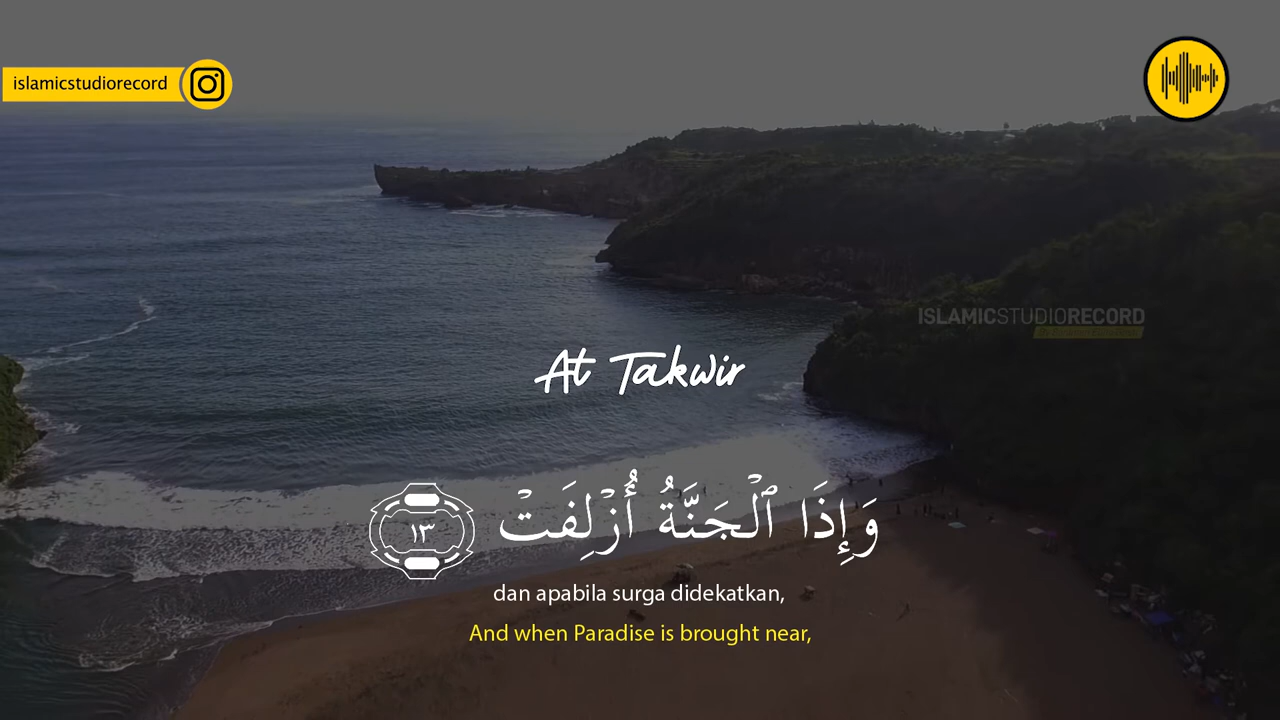 islamicstudiorecord
ISLAMICSTUDIORECORD
At Takwir
وَإِذَا ٱلْجَنَّةُ أُزْلِفَتْ ١٣
dan apabila surga didekatkan,
And when Paradise is brought near,